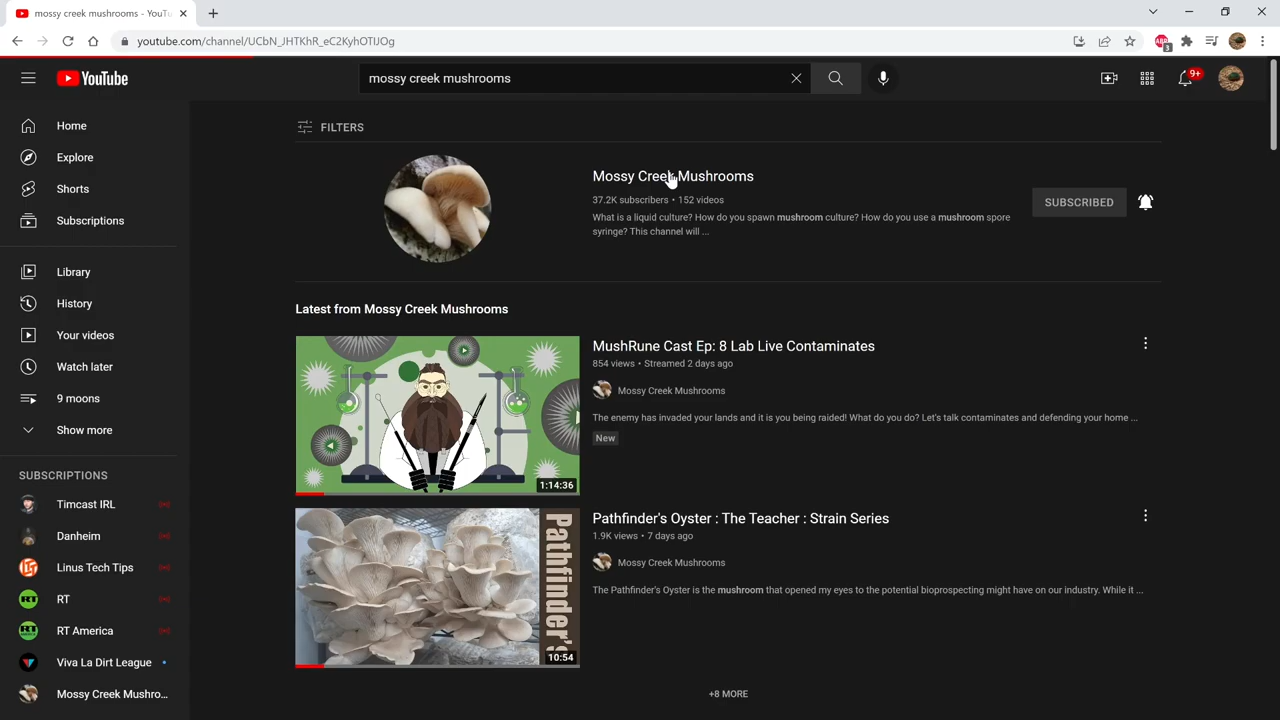 mossy creek mushrooms - YouTu
youtube.com/channel/UCbN_JHTKhR_eC2KyhOTIJOg
ABP
3
YouTube
mossy creek mushrooms
9+
Home
Explore
Shorts
Subscriptions
Library
History
Your videos
Watch later
9 moons
Show more
SUBSCRIPTIONS
Timcast IRL
Danheim
Linus Tech Tips
RT
RT America
Viva La Dirt League
Mossy Creek Mushro...
FILTERS
Mossy Creek Mushrooms
37.2K subscribers • 152 videos
What is a liquid culture? How do you spawn mushroom culture? How do you use a mushroom spore
syringe? This channel will ...
SUBSCRIBED
Latest from Mossy Creek Mushrooms
1:14:36
MushRune Cast Ep: 8 Lab Live Contaminates
854 views • Streamed 2 days ago
Mossy Creek Mushrooms
The enemy has invaded your lands and it is you being raided! What do you do? Let's talk contaminates and defending your home ...
New
Pathfinder's
10:54
Pathfinder's Oyster : The Teacher : Strain Series
1.9K views • 7 days ago
Mossy Creek Mushrooms
The Pathfinder's Oyster is the mushroom that opened my eyes to the potential bioprospecting might have on our industry. While it ...
+8 MORE